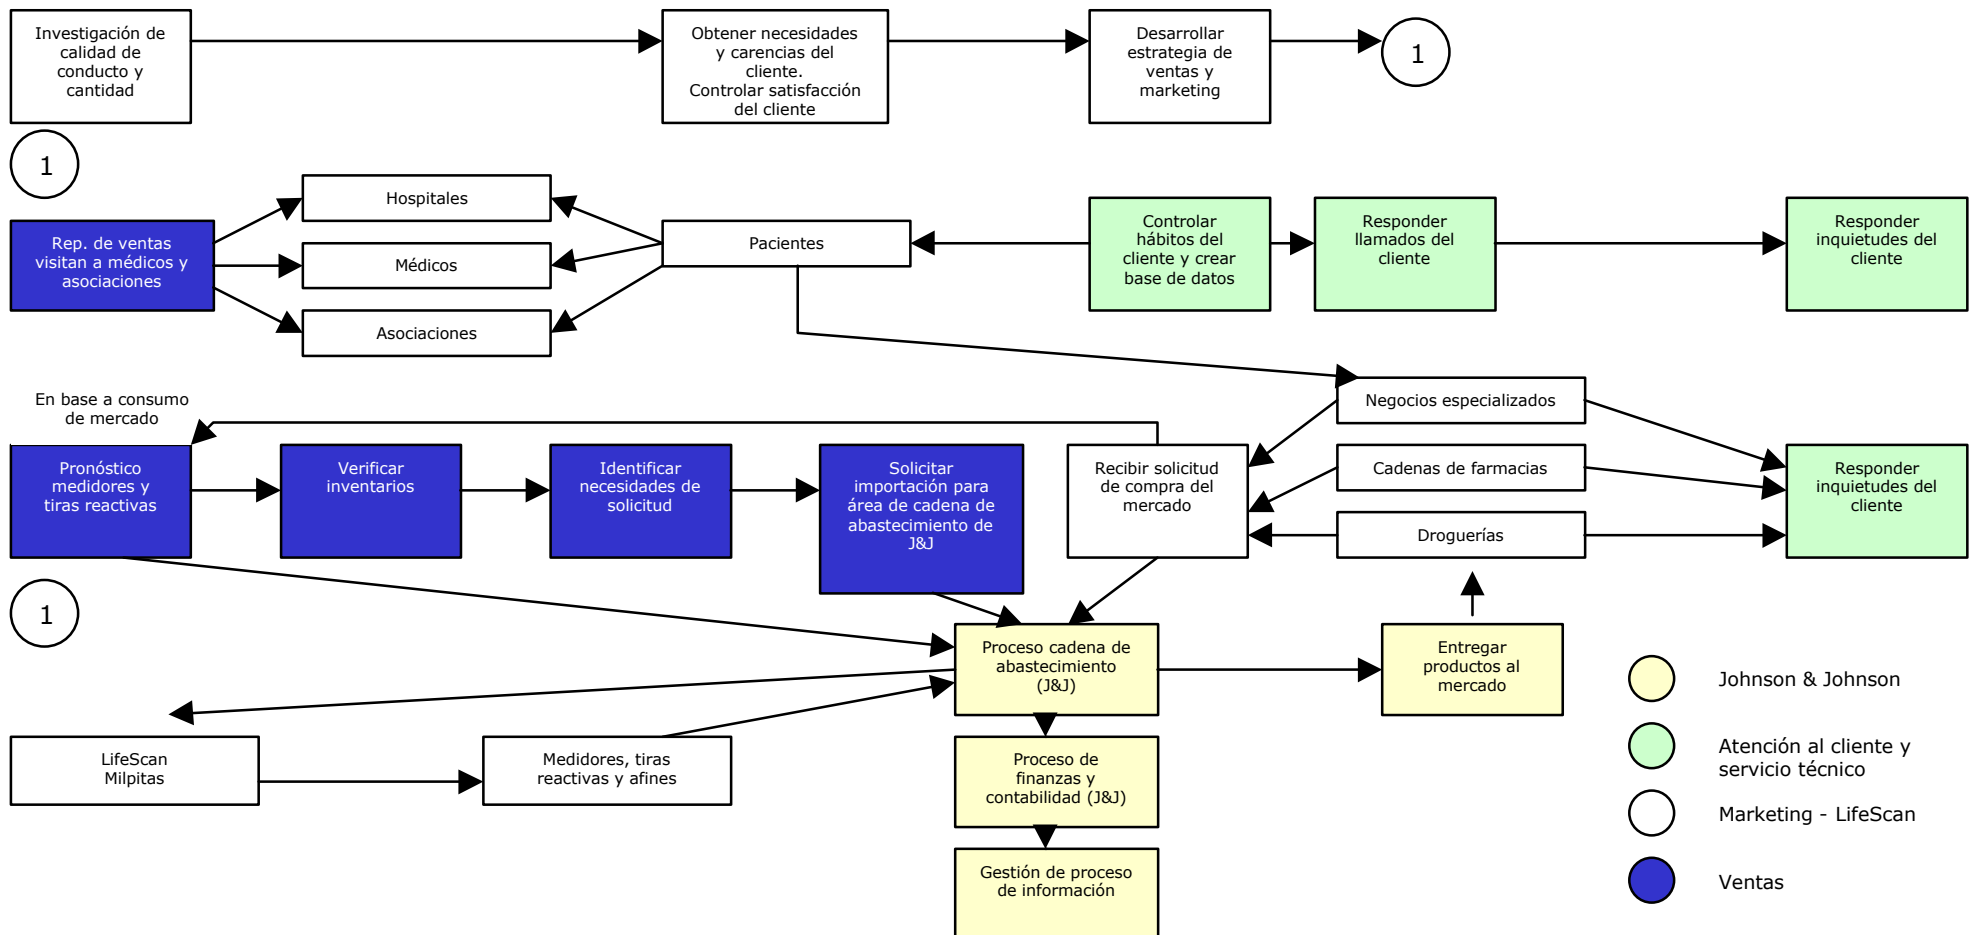 Investigación de
calidad de
conducto y
cantidad
Obtener necesidades
y carencias del
cliente.
Controlar satisfacción
del cliente
Desarrollar
estrategia de
ventas y
marketing
1
1
Rep. de ventas
visitan a médicos y
asociaciones
Hospitales
Médicos
Asociaciones
Pacientes
Controlar
hábitos del
cliente y crear
base de datos
Responder
llamados del
cliente
Responder
inquietudes del
cliente
En base a consumo
de mercado
Pronóstico
medidores y
tiras reactivas
Verificar
inventarios
Identificar
necesidades de
solicitud
Solicitar
importación para
área de cadena de
abastecimiento de
J&J
Recibir solicitud
de compra del
mercado
Negocios especializados
Cadenas de farmacias
Droguerías
Responder
inquietudes del
cliente
1
Proceso cadena de
abastecimiento
(J&J)
Entregar
productos al
mercado
LifeScan
Milpitas
Medidores, tiras
reactivas y afines
Proceso de
finanzas y
contabilidad (J&J)
Gestión de proceso
de información
Johnson & Johnson
Atención al cliente y
servicio técnico
Marketing - LifeScan
Ventas